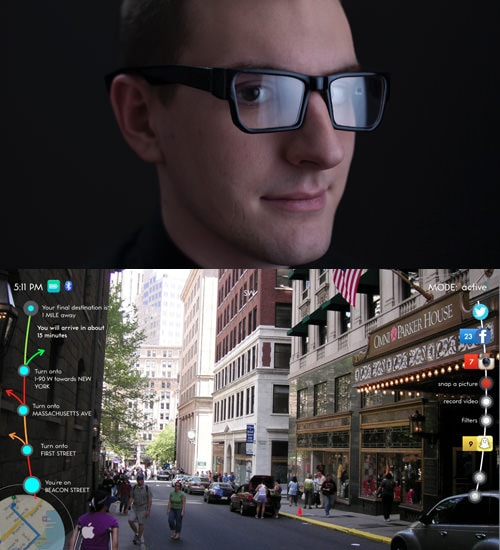 5:11 PM
SW
MODE: active
Your final destination is
1 MILE away
You will arrive in about
15 minutes
Turn onto
I-90 W towards NEW
YORK
Turn onto
MASSACHUSETTS AVE
Turn onto
FIRST STREET
You're on
BEACON STREET
OMNI PARKER HOUSE
23
7
snap a picture
record video
filters
9